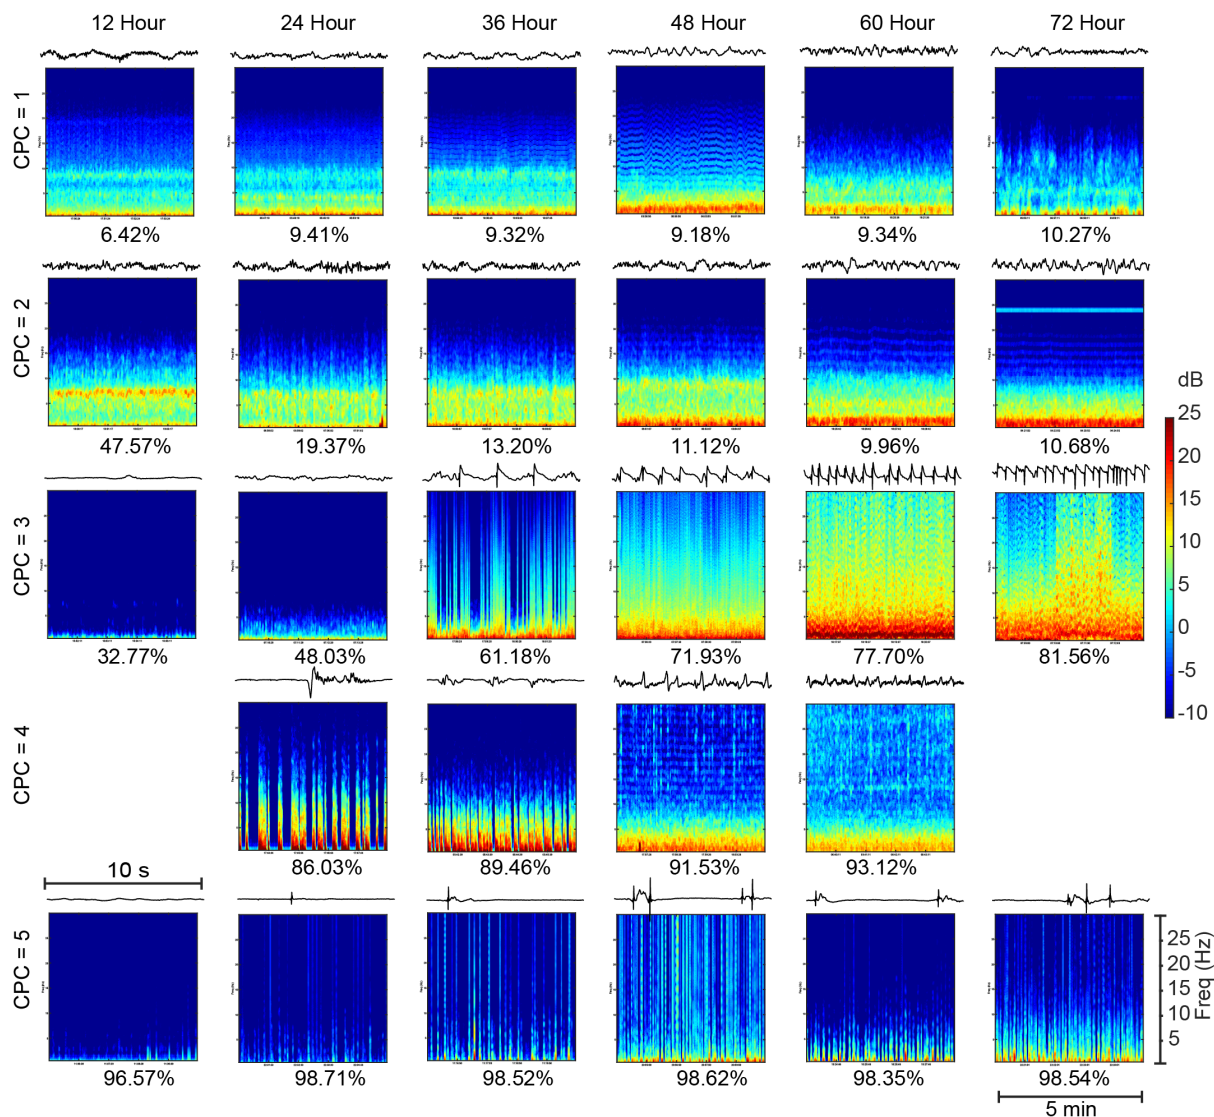 12 Hour 24 Hour 36 Hour 48 Hour 60 Hour 72 Hour
CPC = 1
6.42% 9.41% 9.32% 9.18% 9.34% 10.27%
CPC = 2
47.57% 19.37% 13.20% 11.12% 9.96% 10.68%
dB
25
20
15
10
5
0
-5
-10
CPC = 3
32.77% 48.03% 61.18% 71.93% 77.70% 81.56%
CPC = 4
86.03% 89.46% 91.53% 93.12%
10 s
CPC = 5
25
20
15
10
5
Freq (Hz)
96.57% 98.71% 98.52% 98.62% 98.35% 98.54%
5 min